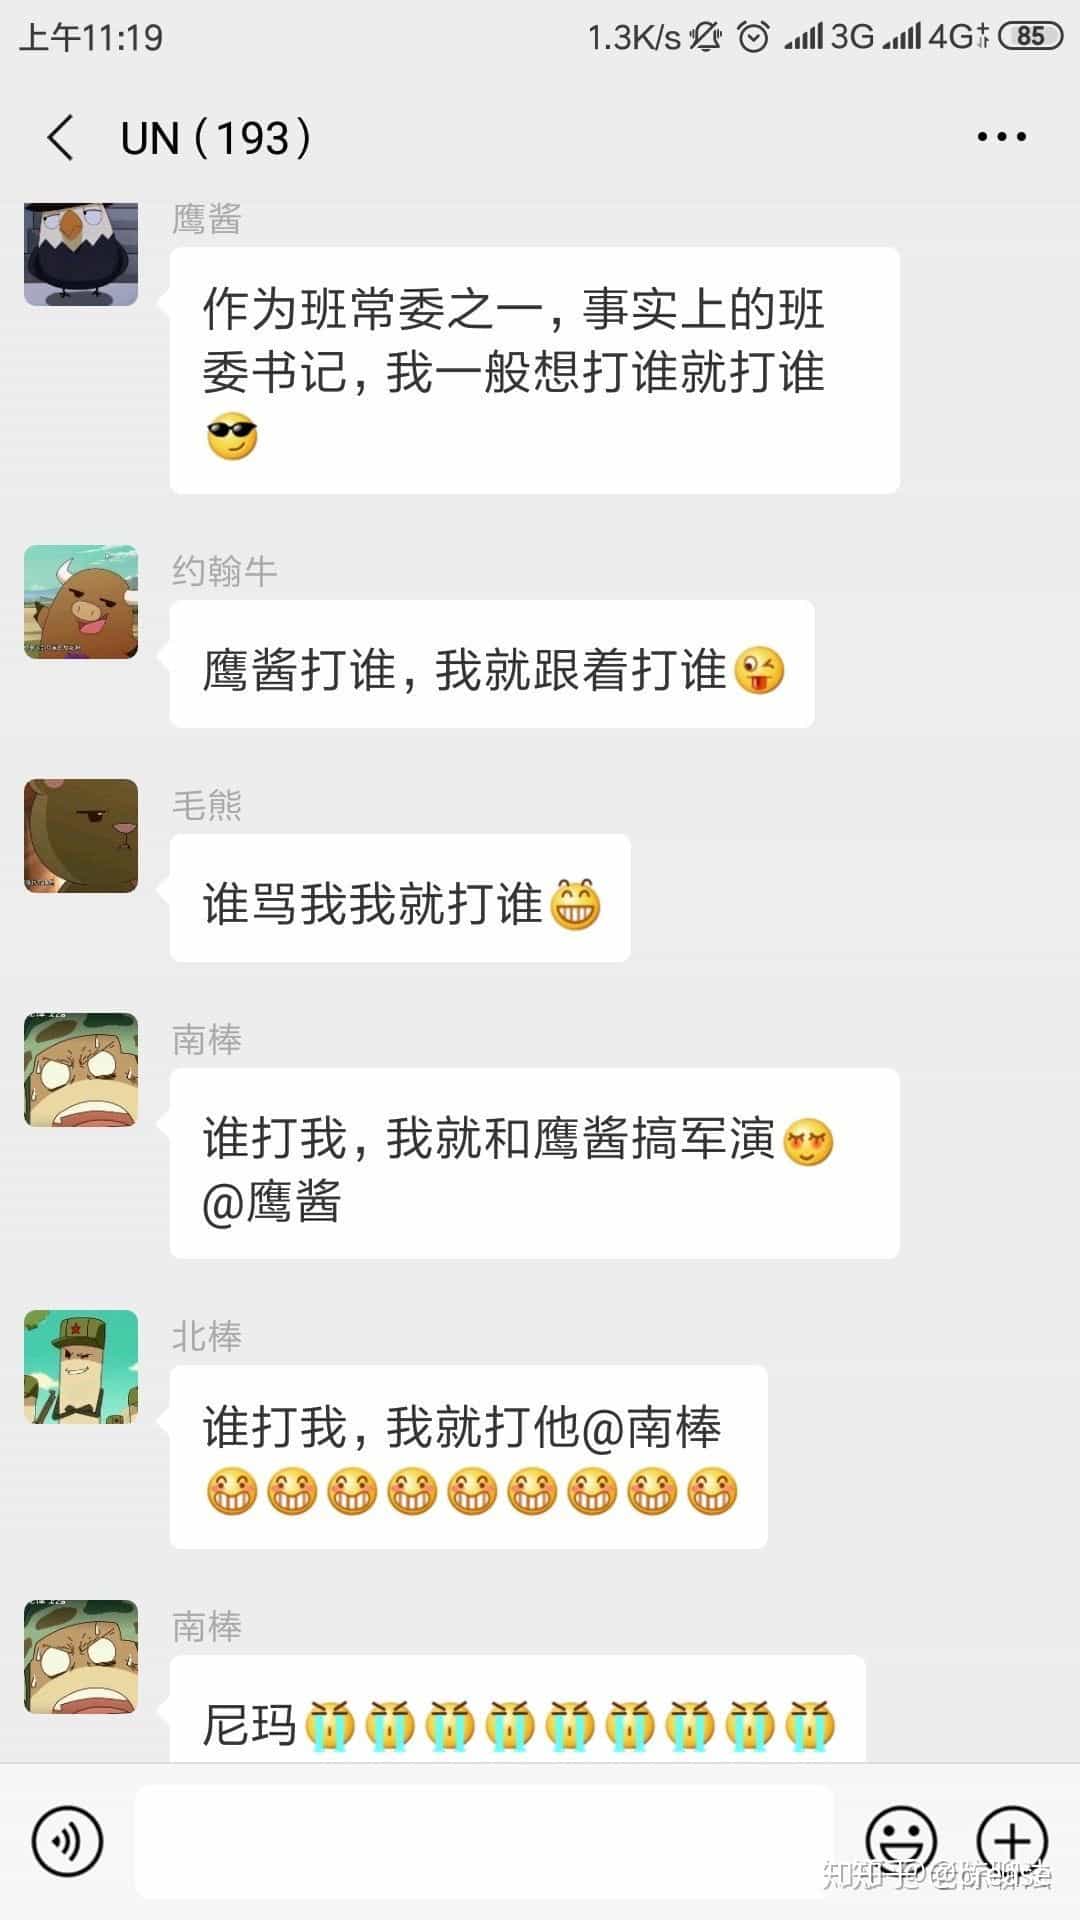 上午11:19
1.3K/s 3G 4G 85
UN（193）
鹰酱
作为班常委之一，事实上的班
委书记，我一般想打谁就打谁
约翰牛
鹰酱打谁，我就跟着打谁
毛熊
谁骂我我就打谁
南棒
谁打我，我就和鹰酱搞军演
@鹰酱
北棒
谁打我，我就打他@南棒
南棒
尼玛
知乎